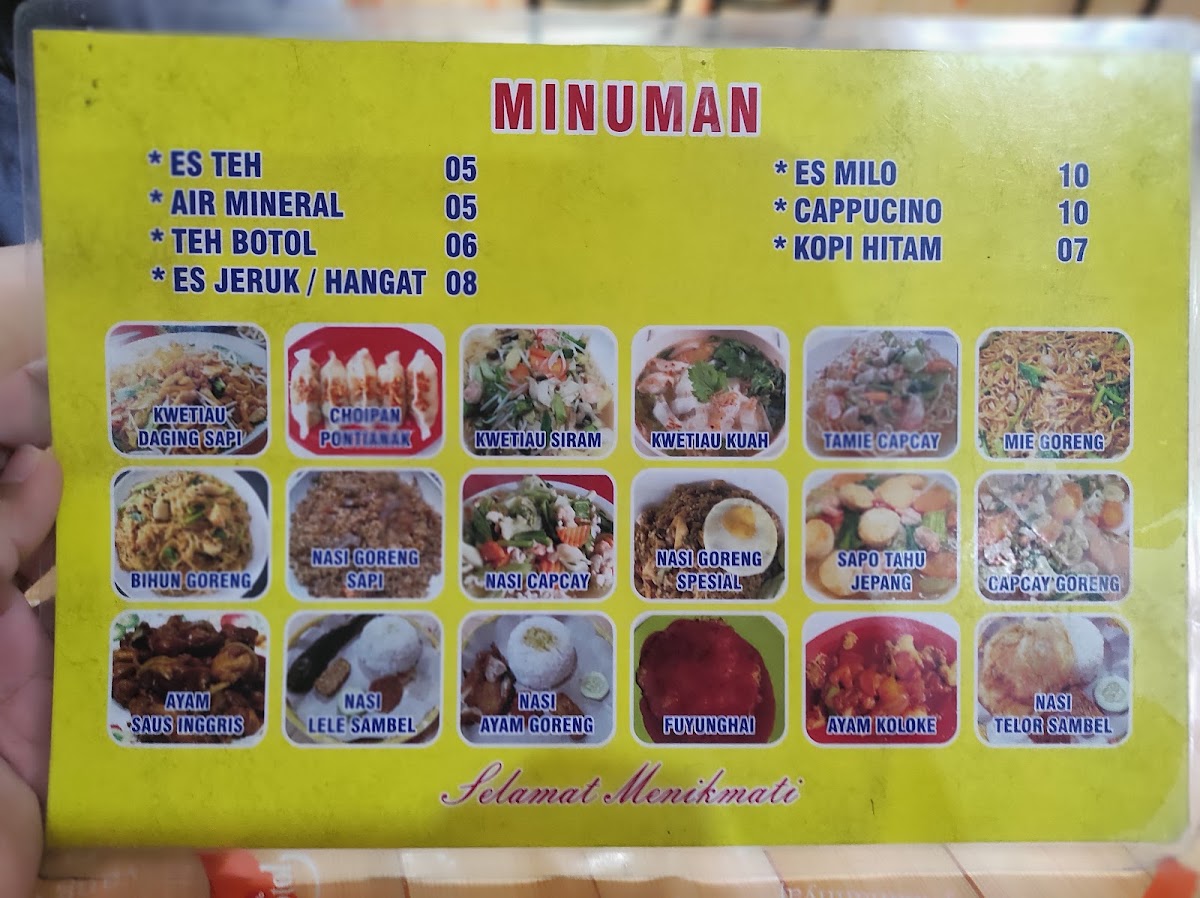 MINUMAN
* ES TEH 05
* AIR MINERAL 05
* TEH BOTOL 06
* ES JERUK / HANGAT 08
* ES MILO 10
* CAPPUCINO 10
* KOPI HITAM 07
KWETIAU
DAGING SAPI
CHOIPAN
PONTIANAK
KWETIAU SIRAM
KWETIAU KUAH
TAMIE CAPCAY
MIE GORENG
BIHUN GORENG
NASI GORENG
SAPI
NASI CAPCAY
NASI GORENG
SPESIAL
SAPO TAHU
JEPANG
CAPCAY GORENG
AYAM
SAUS INGGRIS
NASI
LELE SAMBEL
NASI
AYAM GORENG
FUYUNGHAI
AYAM KOLOKE
NASI
TELOR SAMBEL
Selamat Menikmati